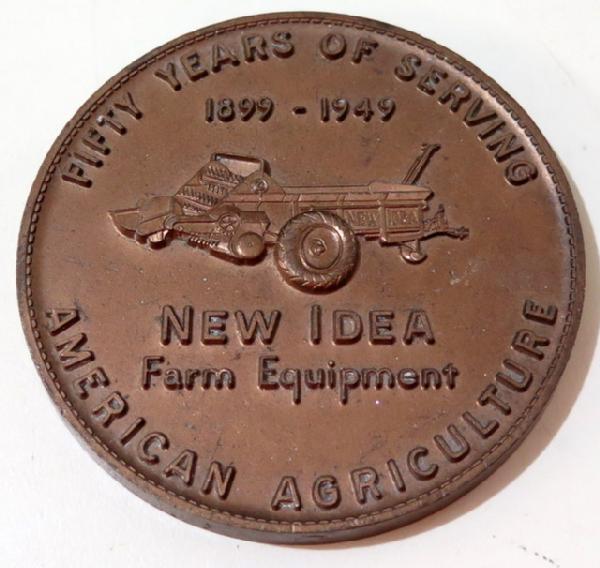 FIFTY YEARS OF SERVING
1899 - 1949
NEW IDEA
NEW IDEA
Farm Equipment
AMERICAN AGRICULTURE